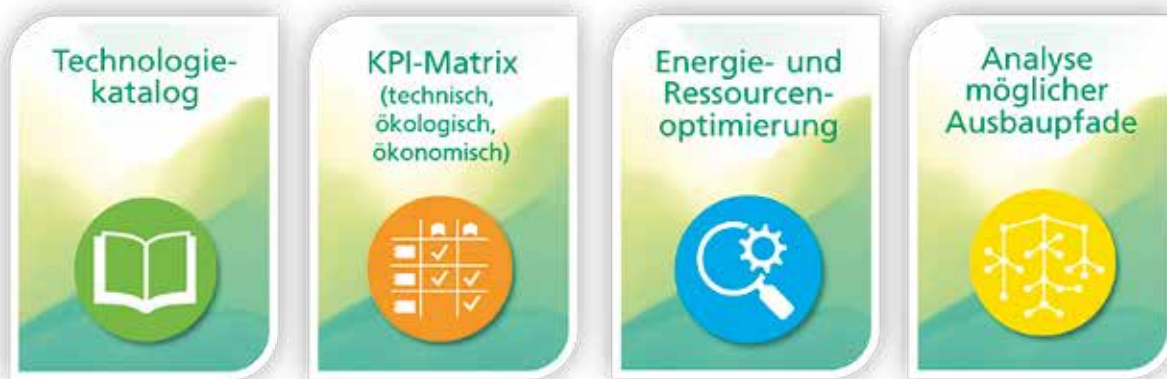 Technologie-
katalog
KPI-Matrix
(technisch,
ökologisch,
ökonomisch)
Energie- und
Ressourcen-
optimierung
Analyse
möglicher
Ausbaupfade